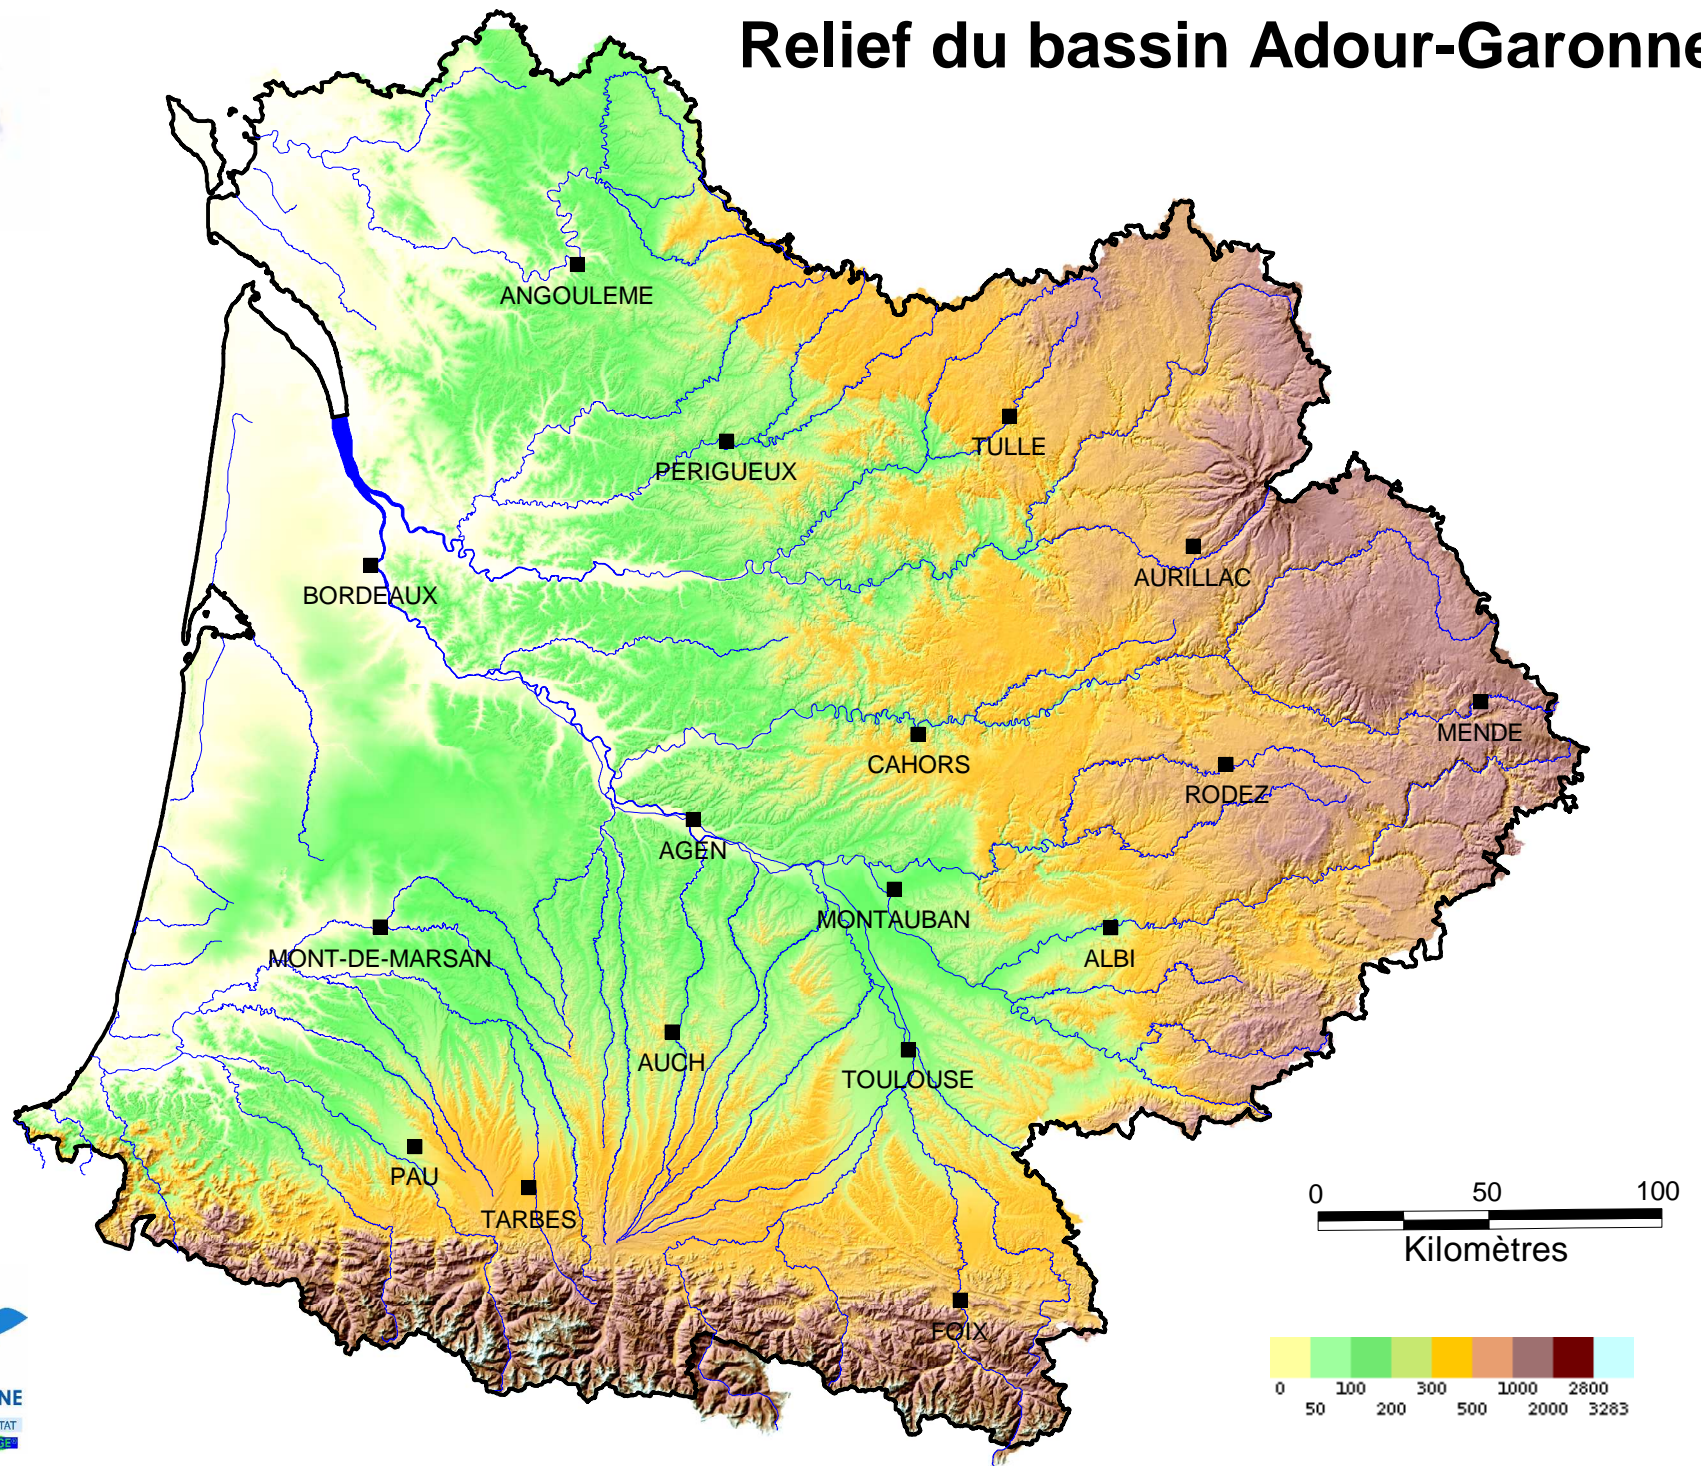 Relief du bassin Adour-Garonne
ANGOULEME
TULLE
PERIGUEUX
AURILLAC
BORDEAUX
MENDE
CAHORS
RODEZ
AGEN
MONTAUBAN
MONT-DE-MARSAN
ALBI
AUCH
TOULOUSE
PAU
TARBES
FOIX
0 50 100
Kilomètres
0 100 300 1000 2800
50 200 500 2000 3283
NE
TAT